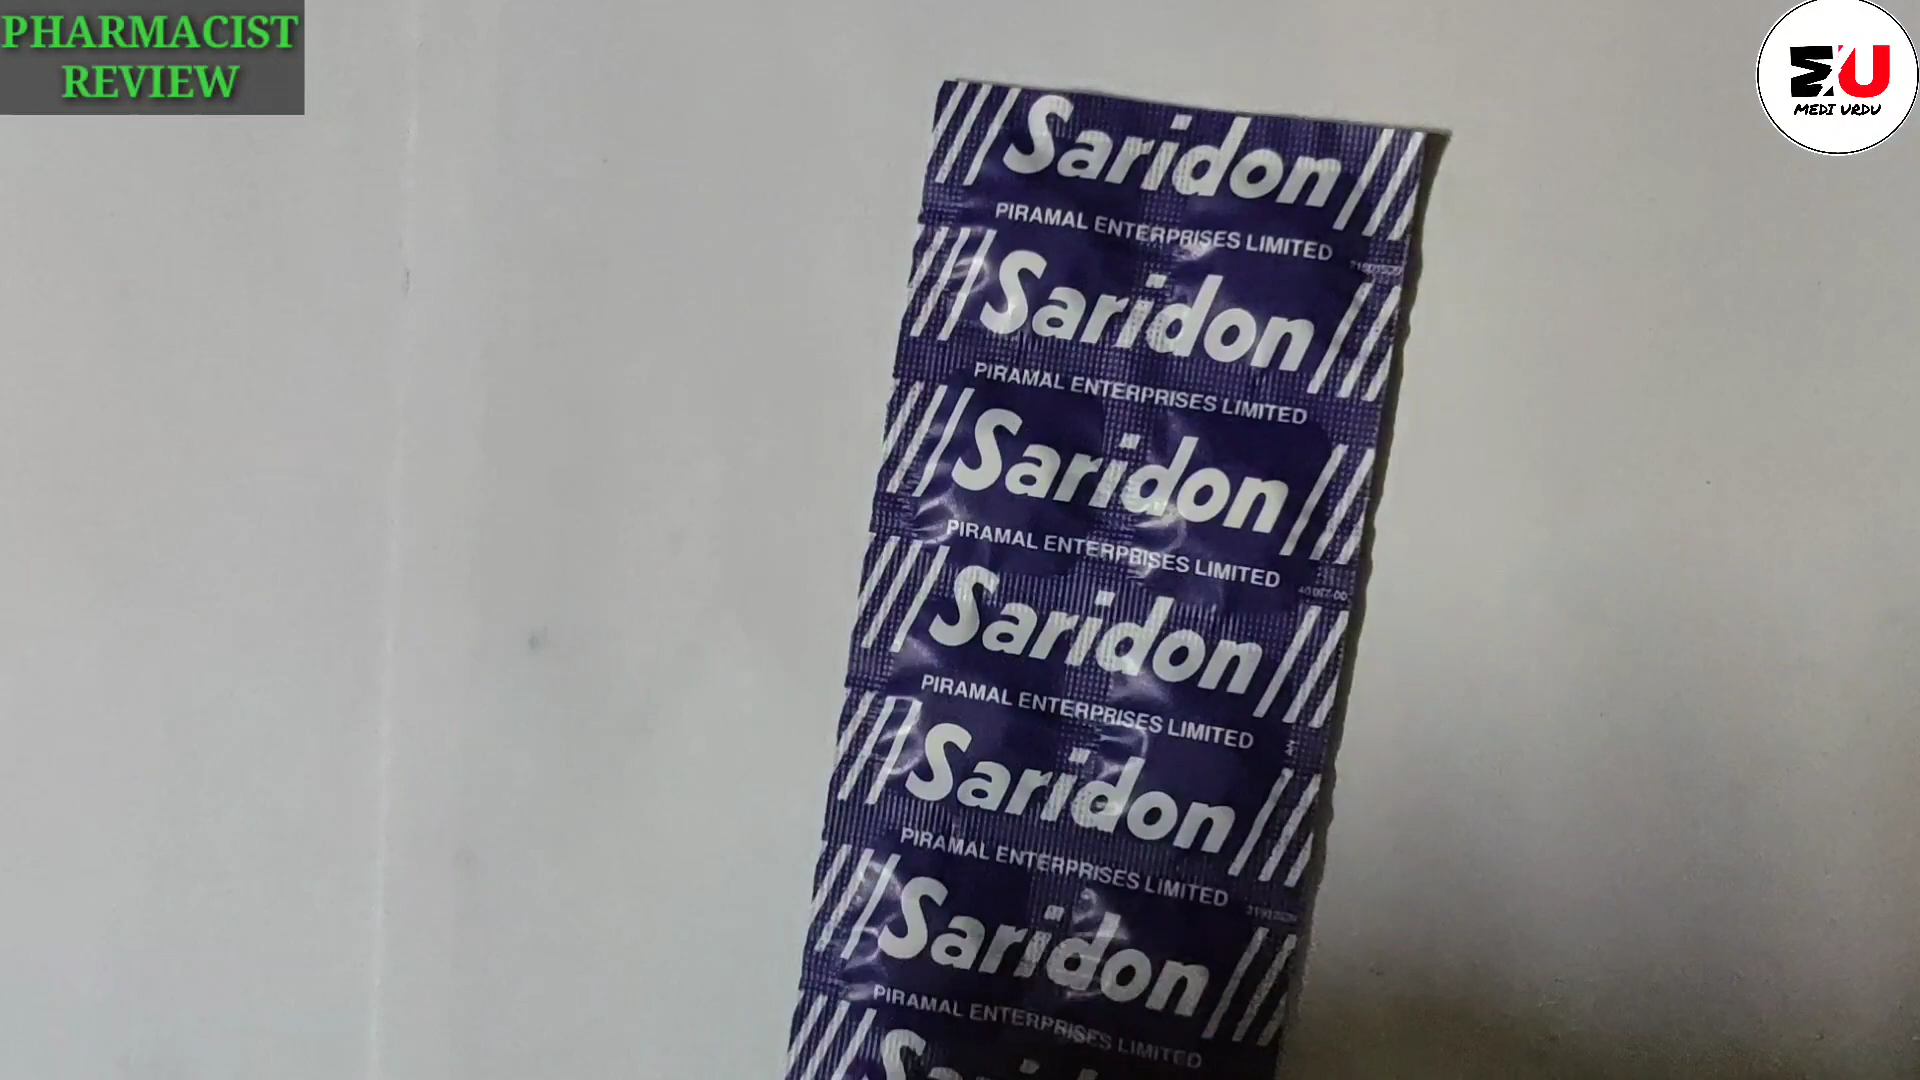 PHARMACIST
REVIEW
MU
MEDI URDU
Saridon
PIRAMAL ENTERPRISES LIMITED
Saridon
PIRAMAL ENTERPRISES LIMITED
Saridon
PIRAMAL ENTERPRISES LIMITED
Saridon
PIRAMAL ENTERPRISES LIMITED
Saridon
PIRAMAL ENTERPRISES LIMITED
Saridon
PIRAMAL ENTERPRISES LIMITED